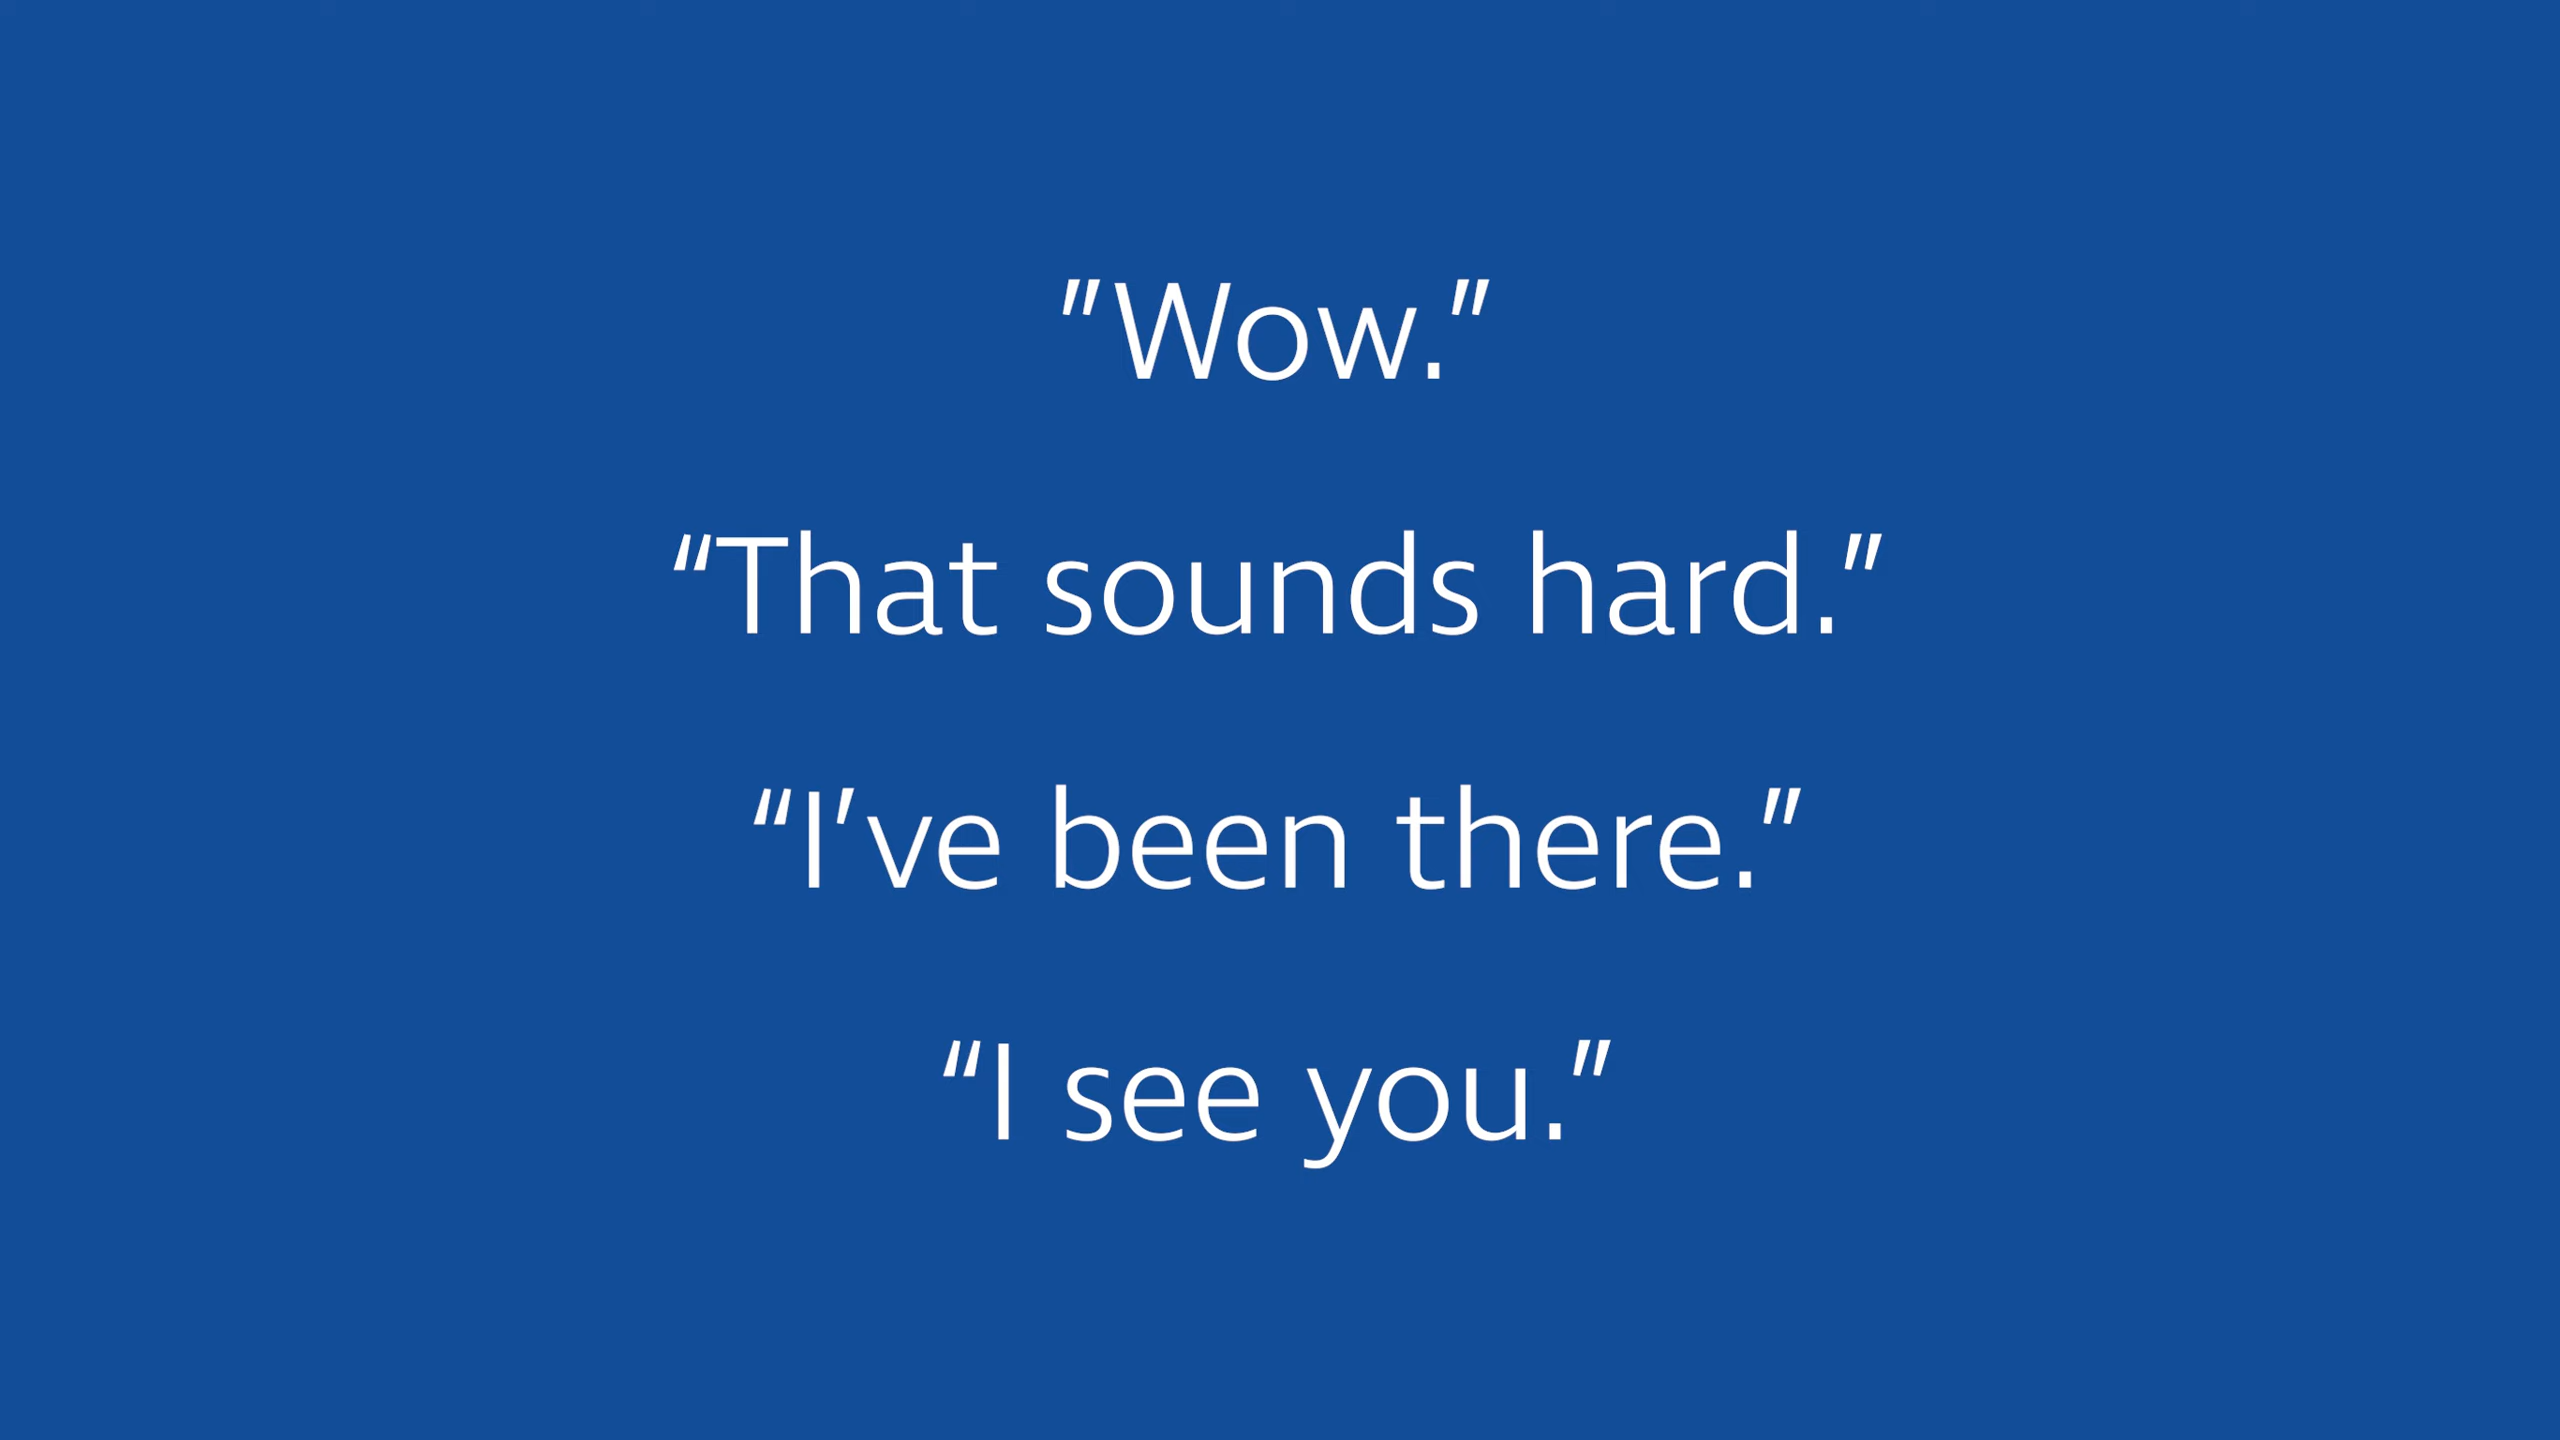 ”Wow.”
“That sounds hard.”
“I’ve been there.”
“I see you.”